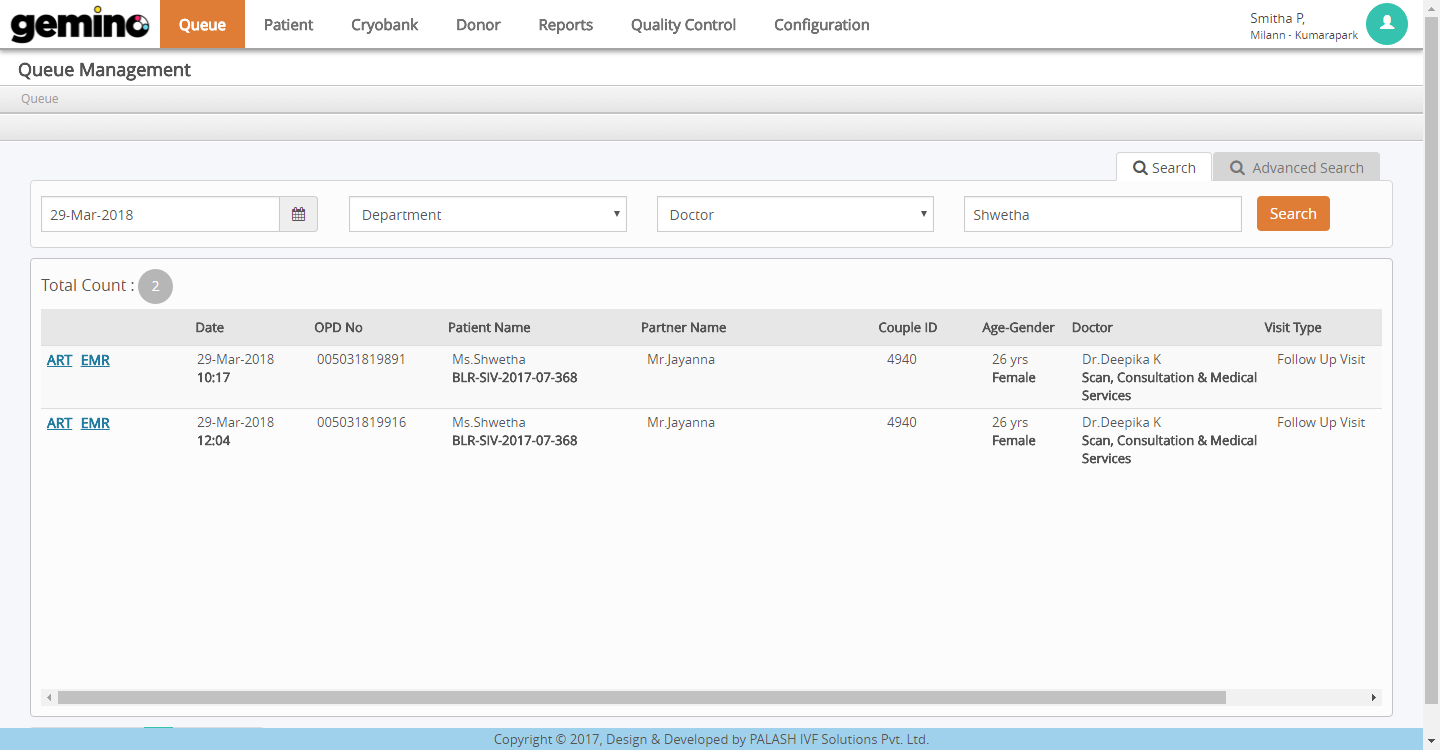 gemino Queue Patient Cryobank Donor Reports Quality Control Configuration Smitha P,
Milann - Kumarapark
Queue Management
Queue
Search Advanced Search
29-Mar-2018 Department Doctor Shwetha Search
Total Count : 2
Date OPD No Patient Name Partner Name Couple ID Age-Gender Doctor Visit Type
ART EMR 29-Mar-2018 005031819891 Ms.Shwetha Mr.Jayanna 4940 26 yrs Dr.Deepika K Follow Up Visit
10:17 BLR-SIV-2017-07-368 Female Scan, Consultation & Medical
Services
ART EMR 29-Mar-2018 005031819916 Ms.Shwetha Mr.Jayanna 4940 26 yrs Dr.Deepika K Follow Up Visit
12:04 BLR-SIV-2017-07-368 Female Scan, Consultation & Medical
Services
Copyright © 2017, Design & Developed by PALASH IVF Solutions Pvt. Ltd.